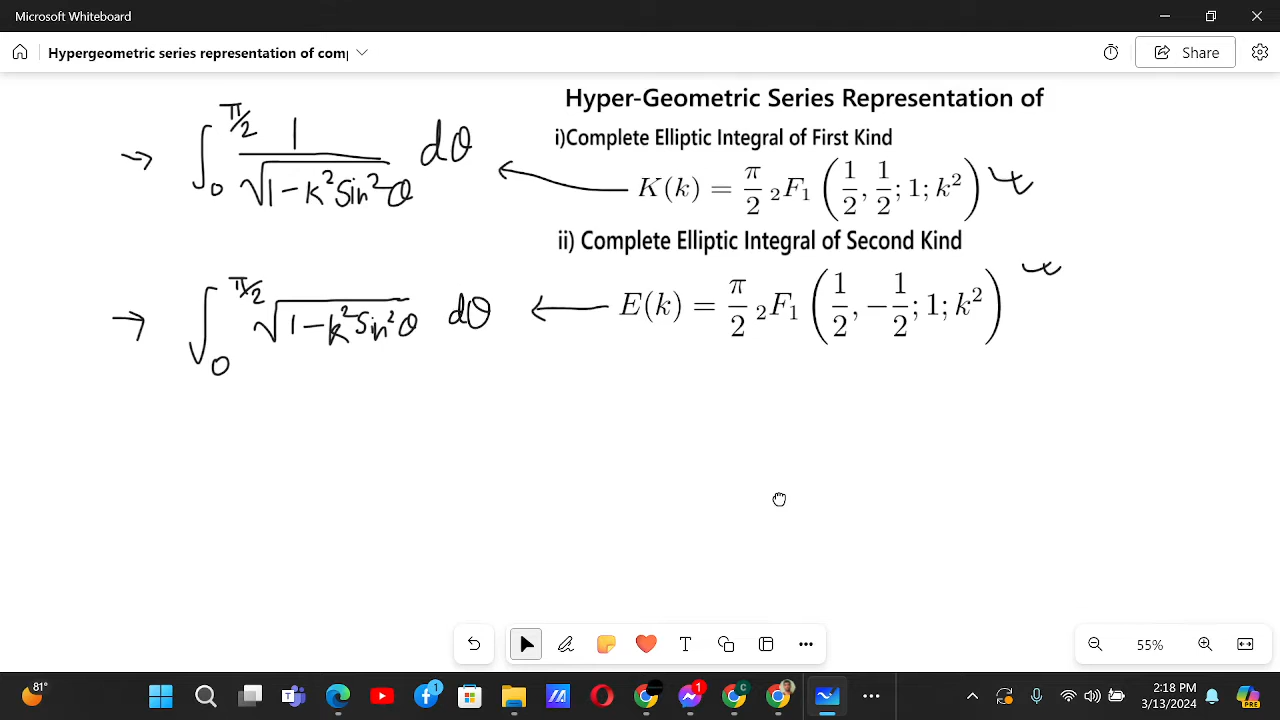 Microsoft Whiteboard
Hypergeometric series representation of comp
Share
Hyper-Geometric Series Representation of
i)Complete Elliptic Integral of First Kind
→ ∫₀^{π/2} 1/√(1-k²Sin²θ) dθ ← K(k) = π/2 ₂F₁ (1/2, 1/2; 1; k²)
ii) Complete Elliptic Integral of Second Kind
→ ∫₀^{π/2} √(1-k²Sin²θ) dθ ← E(k) = π/2 ₂F₁ (1/2, -1/2; 1; k²)
55%
81°
1
PRE
2:18 PM
3/13/2024